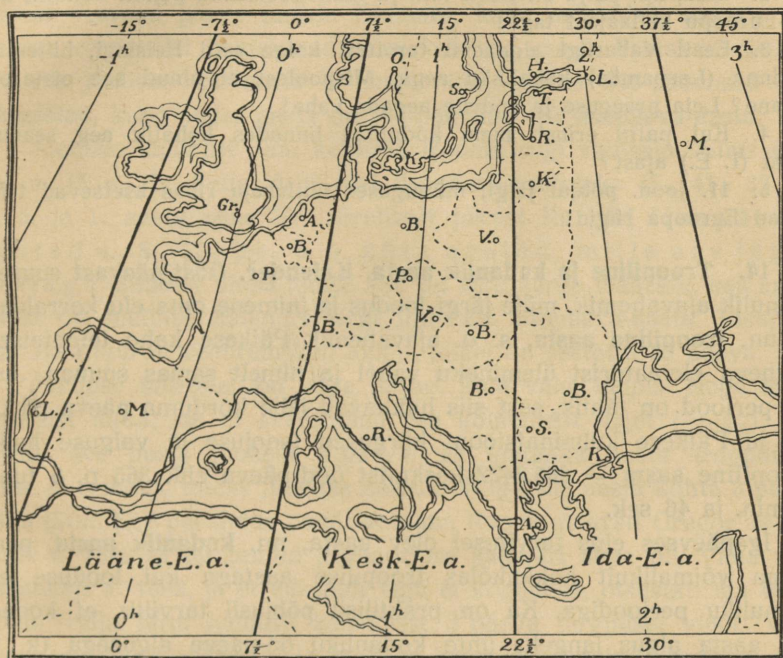 -15° -7½ 0° 7½ 15° 22½ 30° 37½° 45°
-1ʰ 0ʰ 1ʰ 2ʰ 3ʰ
O. H. L.
S. T.
R. M.
K. K.
Gr. A. B. V.
B.
P. P.
B. V. B.
B. B.
L. M. R. S.
K.
A.
Lääne-E.a. Kesk-E.a. Ida-E.a.
0ʰ 1ʰ 2ʰ
0° 7½° 15° 22½° 30°